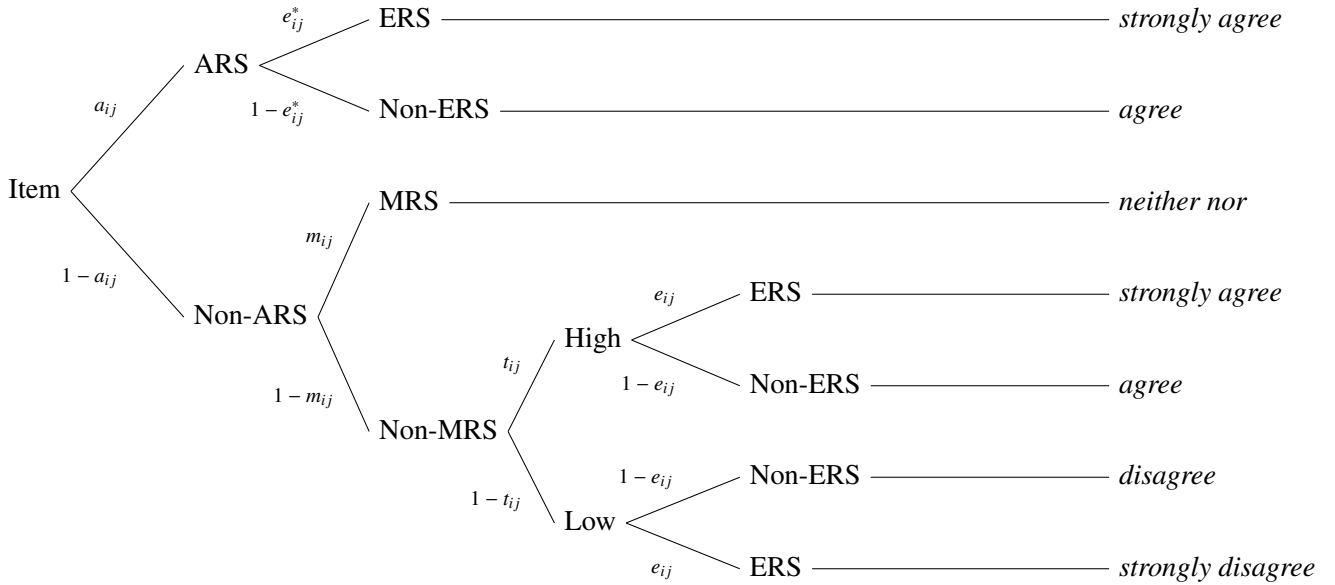 e*ij ERS strongly agree
ARS
aij
1 − e*ij Non-ERS agree
Item
MRS neither nor
mij
1 − aij
eij ERS strongly agree
Non-ARS
High
tij
1 − eij Non-ERS agree
1 − mij
Non-MRS
1 − eij Non-ERS disagree
1 − tij
Low
eij ERS strongly disagree